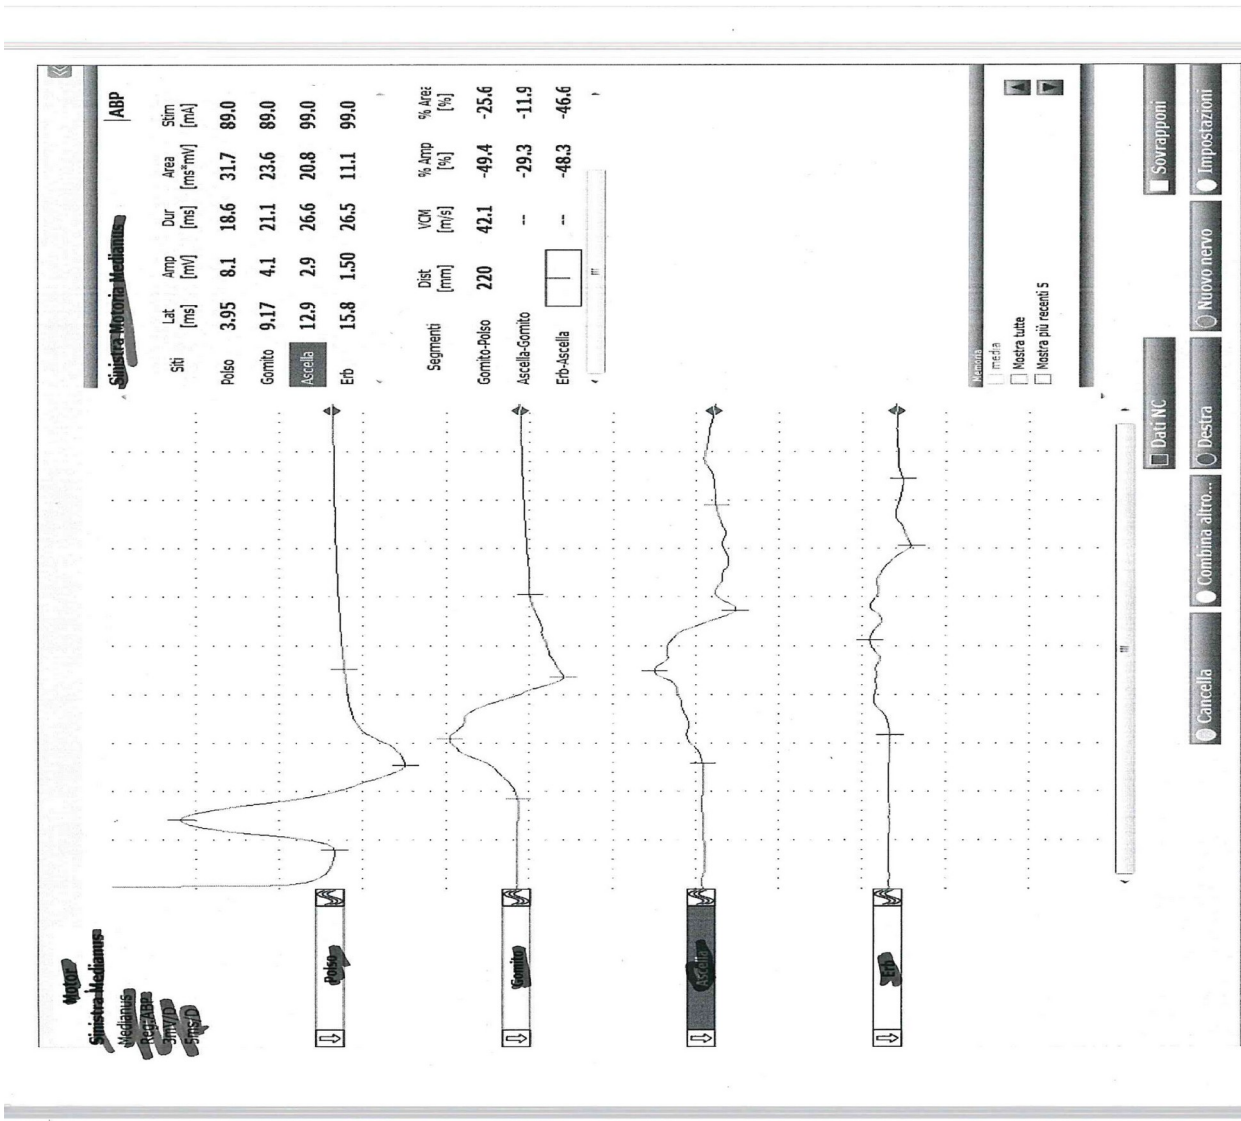 Motor
Sinistra Medianus
Medianus
Reg:ABP
3mV/D
5ms/D
Polso
Gomito
Ascella
Erb
Sinistra Motoria Medianus ABP
Siti Lat [ms] Amp [mV] Dur [ms] Area [ms*mV] Stim [mA]
Polso 3.95 8.1 18.6 31.7 89.0
Gomito 9.17 4.1 21.1 23.6 89.0
Ascella 12.9 2.9 26.6 20.8 99.0
Erb 15.8 1.50 26.5 11.1 99.0
Segmenti Dist [mm] VCM [m/s] % Amp [%] % Area [%]
Gomito-Polso 220 42.1 -49.4 -25.6
Ascella-Gomito -- -29.3 -11.9
Erb-Ascella -- -48.3 -46.6
Memoria
media
Mostra tutte
Mostra più recenti 5
Dati NC Sovrapponi
Cancella Combina altro... Destra Nuovo nervo Impostazioni